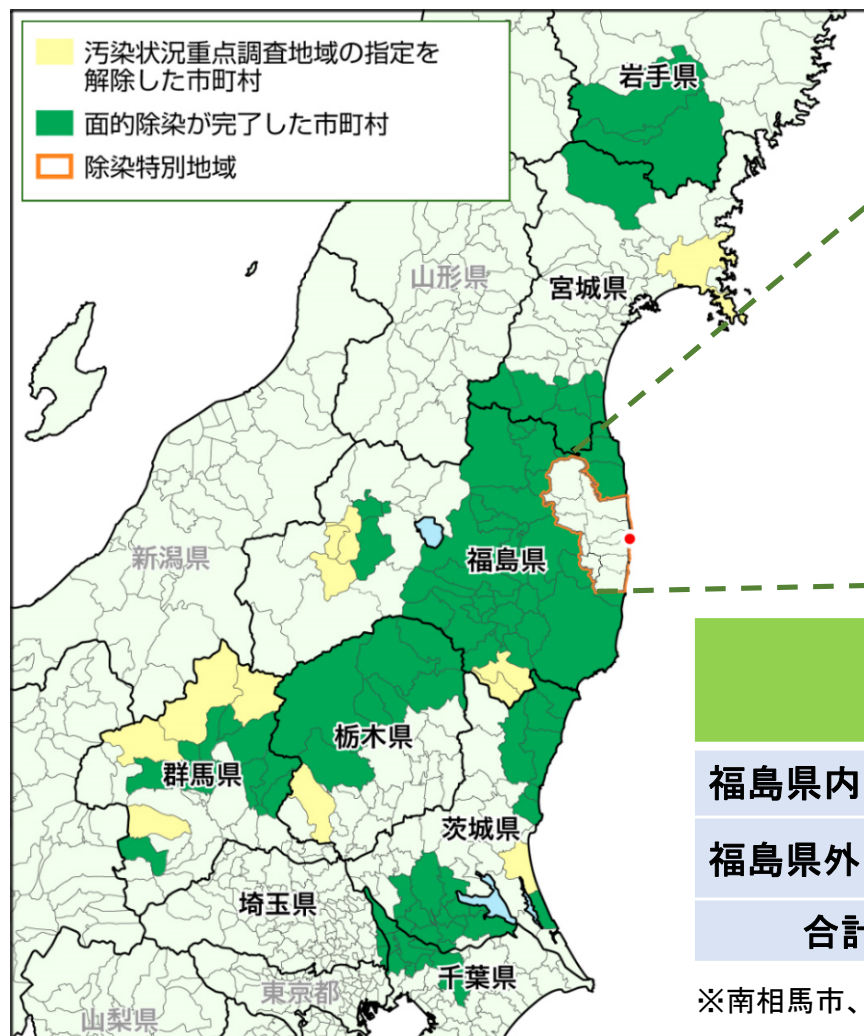 汚染状況重点調査地域の指定を
解除した市町村
面的除染が完了した市町村
除染特別地域
岩手県
山形県
宮城県
新潟県
福島県
栃木県
群馬県
茨城県
埼玉県
千葉県
東京都
山梨県
福島県内
福島県外
合計
※南相馬市、